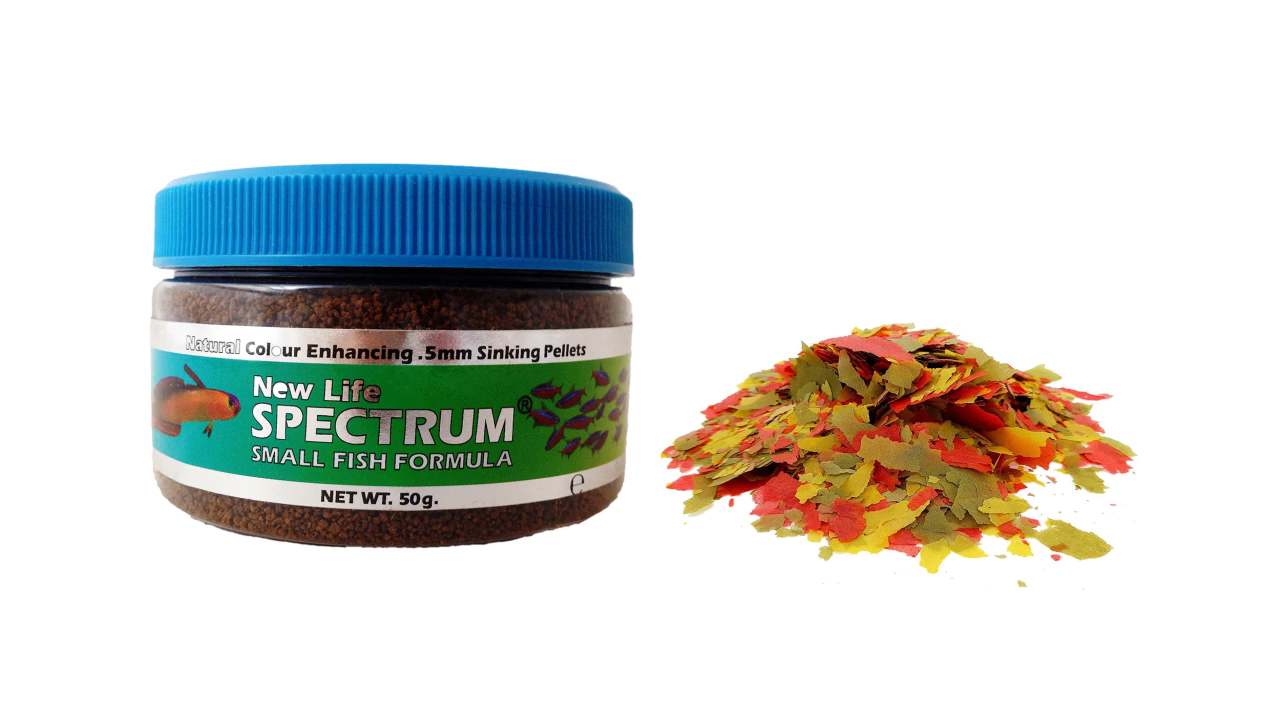 Natural Colour Enhancing .5mm Sinking Pellets
New Life
SPECTRUM®
SMALL FISH FORMULA
NET WT. 50g. e